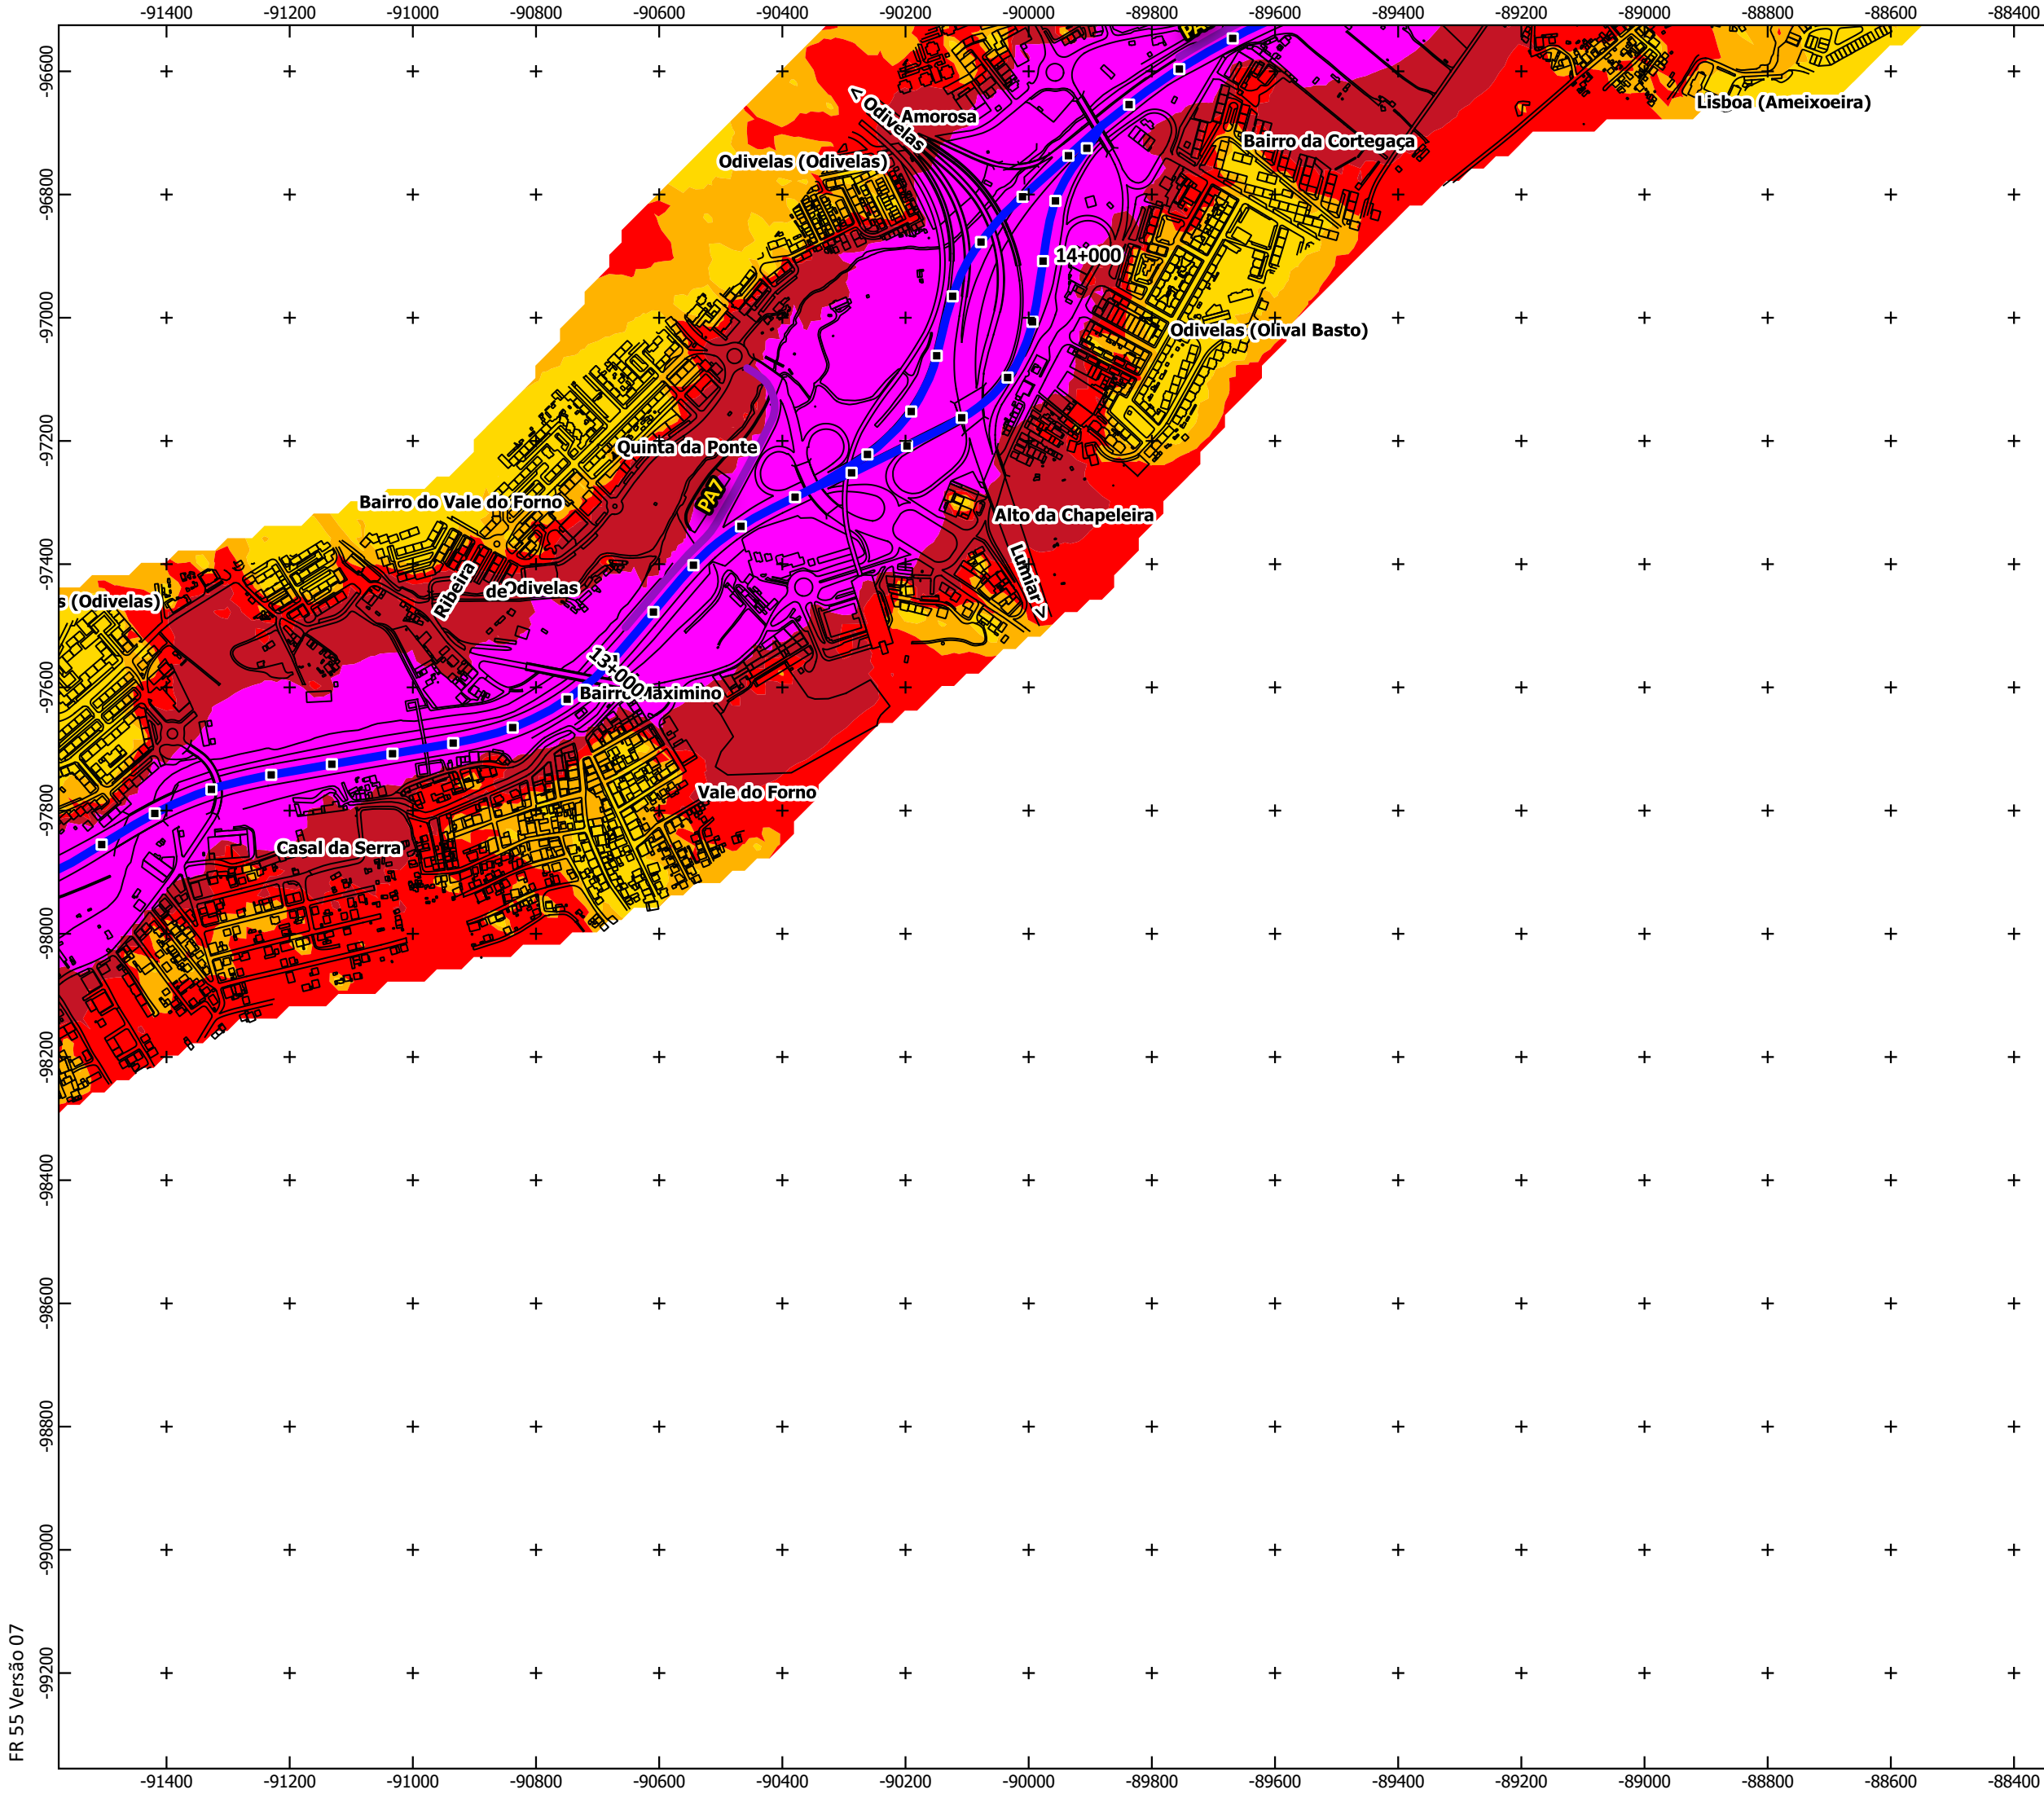 -91400 -91200 -91000 -90800 -90600 -90400 -90200 -90000 -89800 -89600 -89400 -89200 -89000 -88800 -88600 -88400
-96600
-96800
-97000
-97200
-97400
-97600
-97800
-98000
-98200
-98400
-98600
-98800
-99000
-99200
< Odivelas
Amorosa
Lisboa (Ameixoeira)
Bairro da Cortegaça
Odivelas (Odivelas)
14+000
Odivelas (Olival Basto)
Quinta da Ponte
PA7
Bairro do Vale do Forno
Alto da Chapeleira
Lumiar >
Ribeira
de
Odivelas
s (Odivelas)
13+000
Bairro Maximino
Vale do Forno
Casal da Serra
FR 55 Versão 07
-91400 -91200 -91000 -90800 -90600 -90400 -90200 -90000 -89800 -89600 -89400 -89200 -89000 -88800 -88600 -88400